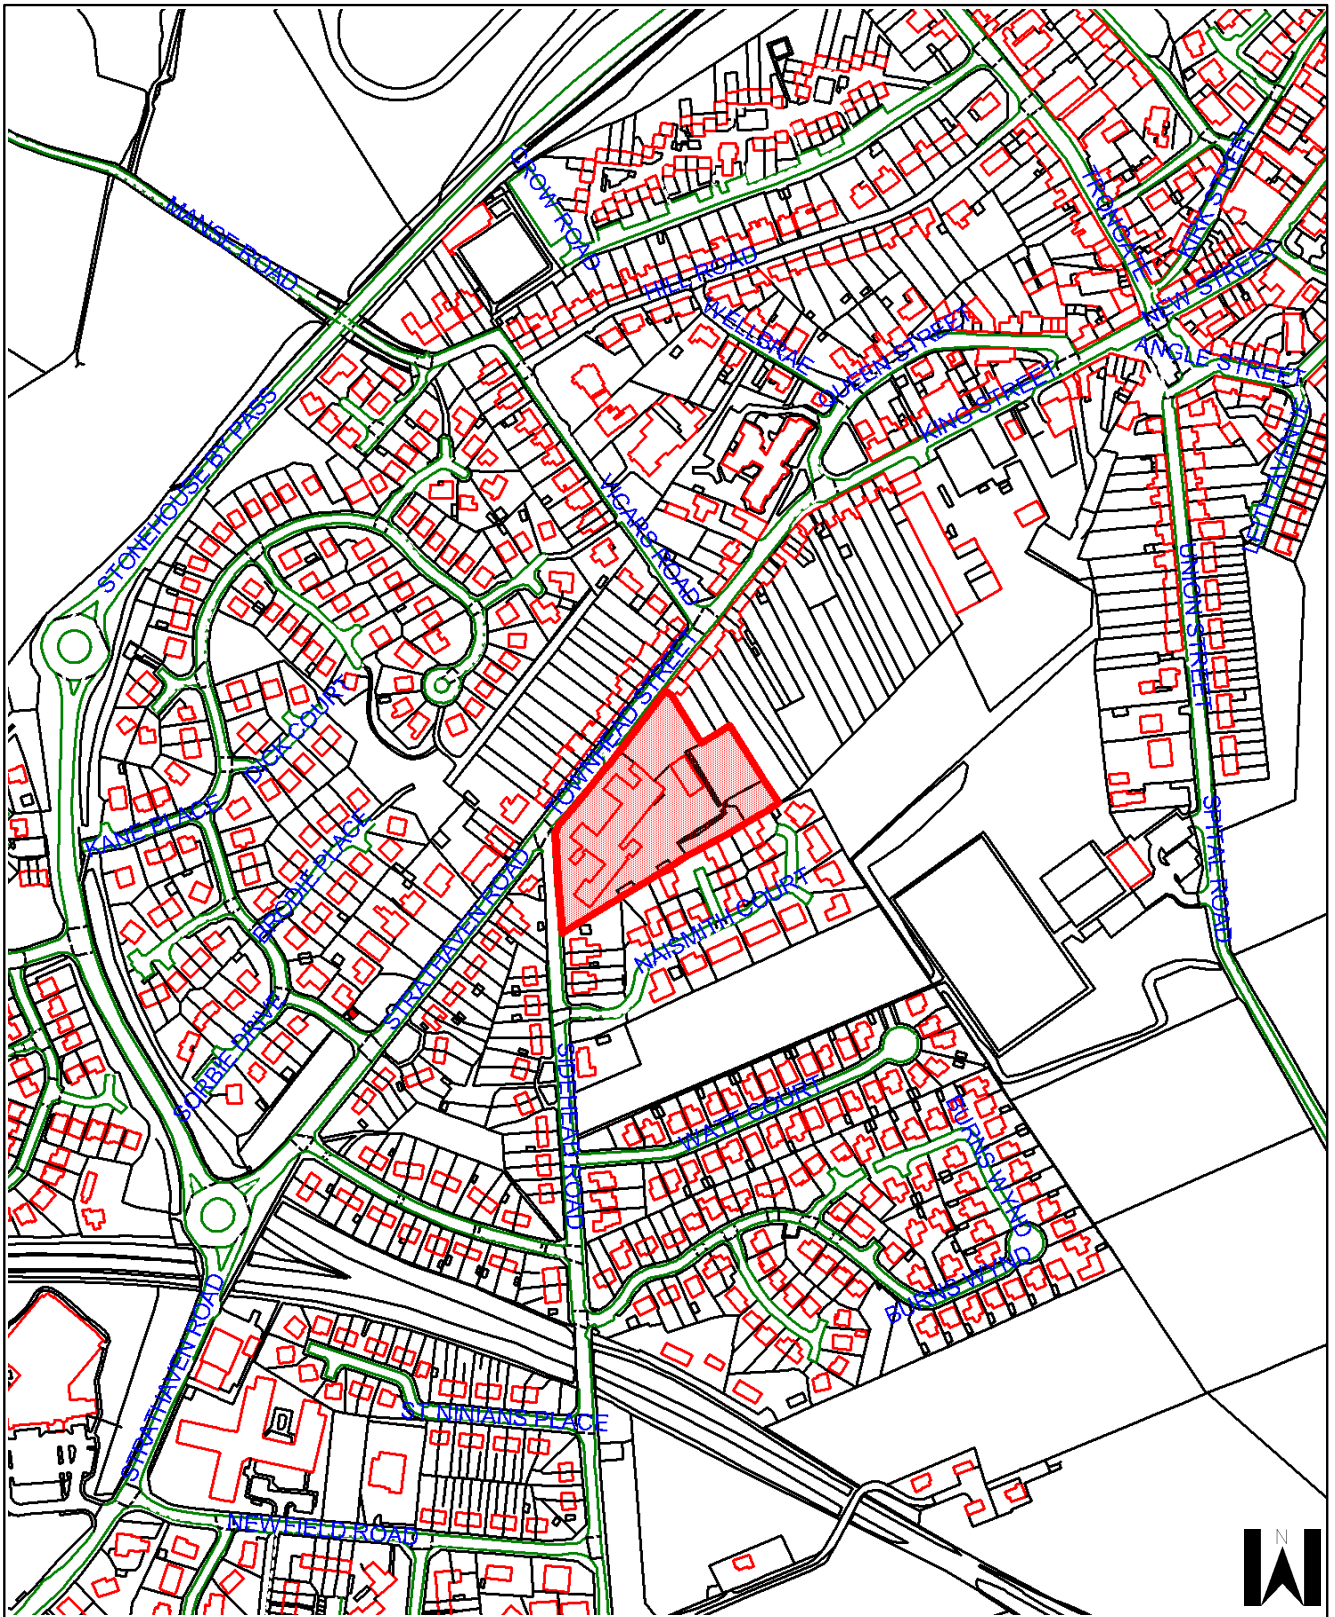 CROW ROAD
MANSE ROAD
TRONGATE
KIRK STREET
NEW STREET
HILL ROAD
WELLBRAE
QUEEN STREET
ANGLE STREET
KING STREET
LEITH AVENUE
STONEHOUSE BY PASS
VICARS ROAD
UNION STREET
TOWNHEAD STREET
DICK COURT
KANE PLACE
BRODIE PLACE
STRATHAVEN ROAD
NAISMITH COURT
SPITAL ROAD
SORBIE DRIVE
SIDEHEAD ROAD
WATT COURT
BURNS WYND
BURNS WYND
STRATHAVEN ROAD
ST NINIANS PLACE
NEWFIELD ROAD
N